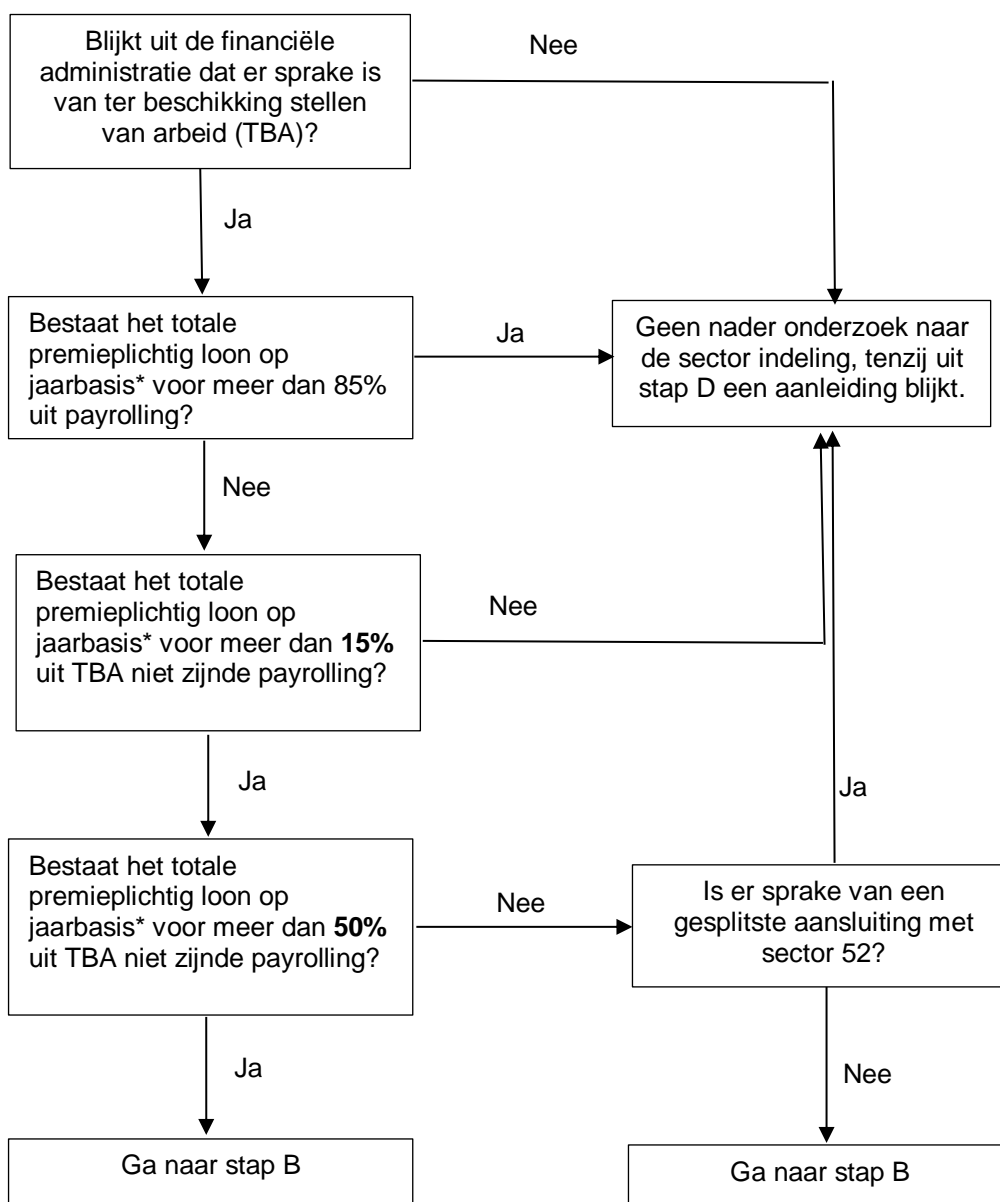 Blijkt uit de financiële
administratie dat er sprake is
van ter beschikking stellen
van arbeid (TBA)?
Nee
Ja
Bestaat het totale
premieplichtig loon op
jaarbasis* voor meer dan 85%
uit payrolling?
Ja
Geen nader onderzoek naar
de sector indeling, tenzij uit
stap D een aanleiding blijkt.
Nee
Bestaat het totale
premieplichtig loon op
jaarbasis* voor meer dan 15%
uit TBA niet zijnde payrolling?
Nee
Ja
Ja
Bestaat het totale
premieplichtig loon op
jaarbasis* voor meer dan 50%
uit TBA niet zijnde payrolling?
Nee
Is er sprake van een
gesplitste aansluiting met
sector 52?
Ja
Nee
Ga naar stap B
Ga naar stap B